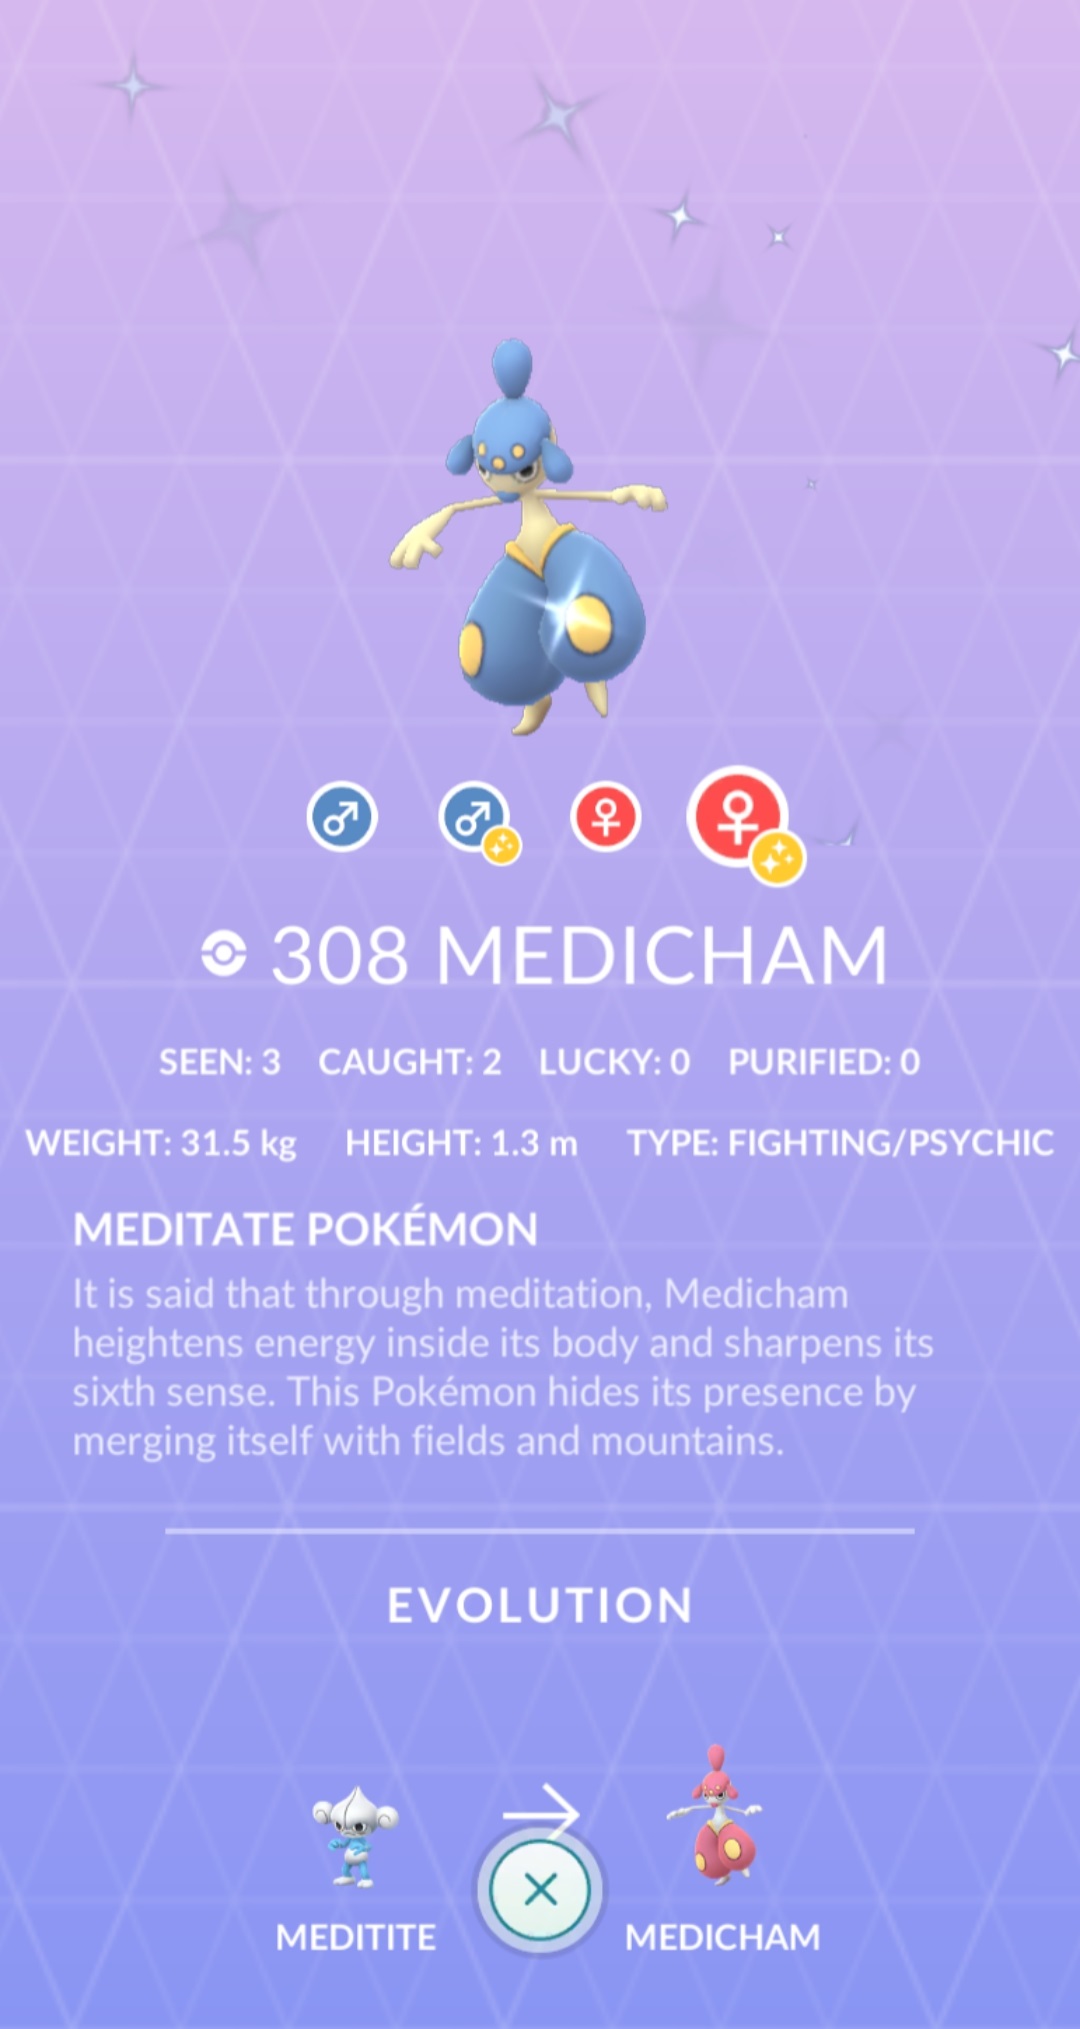 308 MEDICHAM
SEEN: 3 CAUGHT: 2 LUCKY: 0 PURIFIED: 0
WEIGHT: 31.5 kg HEIGHT: 1.3 m TYPE: FIGHTING/PSYCHIC
MEDITATE POKÉMON
It is said that through meditation, Medicham
heightens energy inside its body and sharpens its
sixth sense. This Pokémon hides its presence by
merging itself with fields and mountains.
EVOLUTION
MEDITITE MEDICHAM